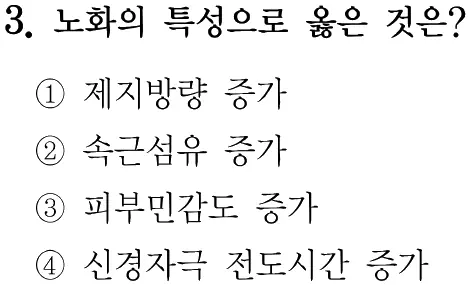 3. 노화의 특성으로 옳은 것은?
① 제지방량 증가
② 속근섬유 증가
③ 피부민감도 증가
④ 신경자극 전도시간 증가